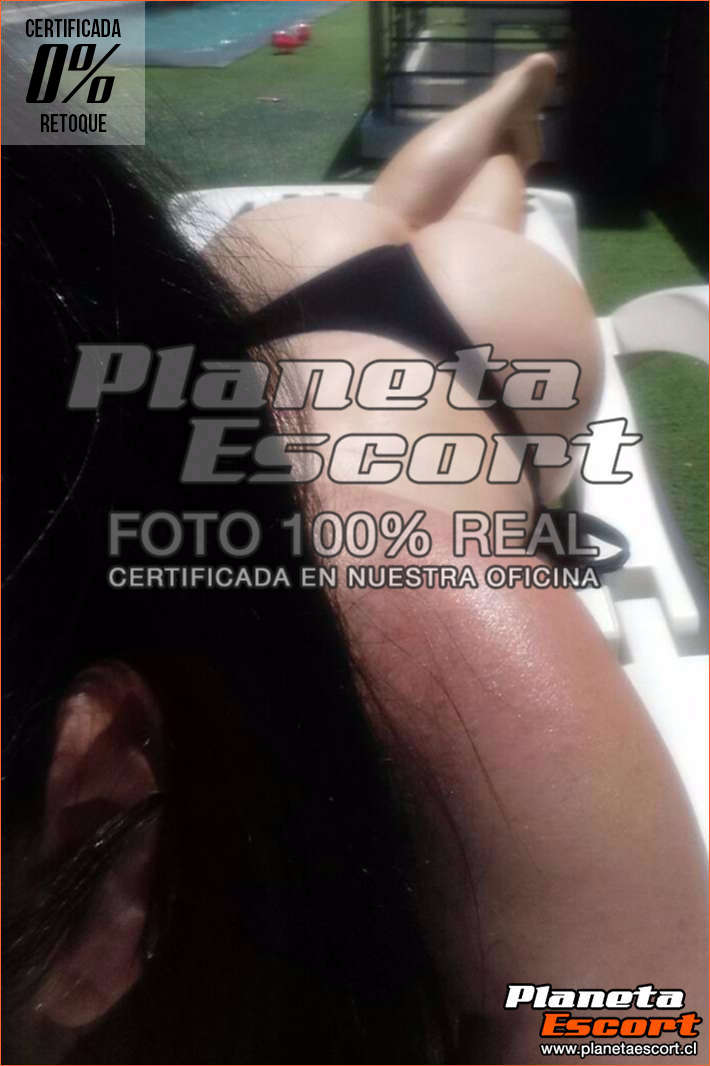 CERTIFICADA
0%
RETOQUE
Planeta
Escort
FOTO 100% REAL
CERTIFICADA EN NUESTRA OFICINA
Planeta
Escort
www.planetaescort.cl